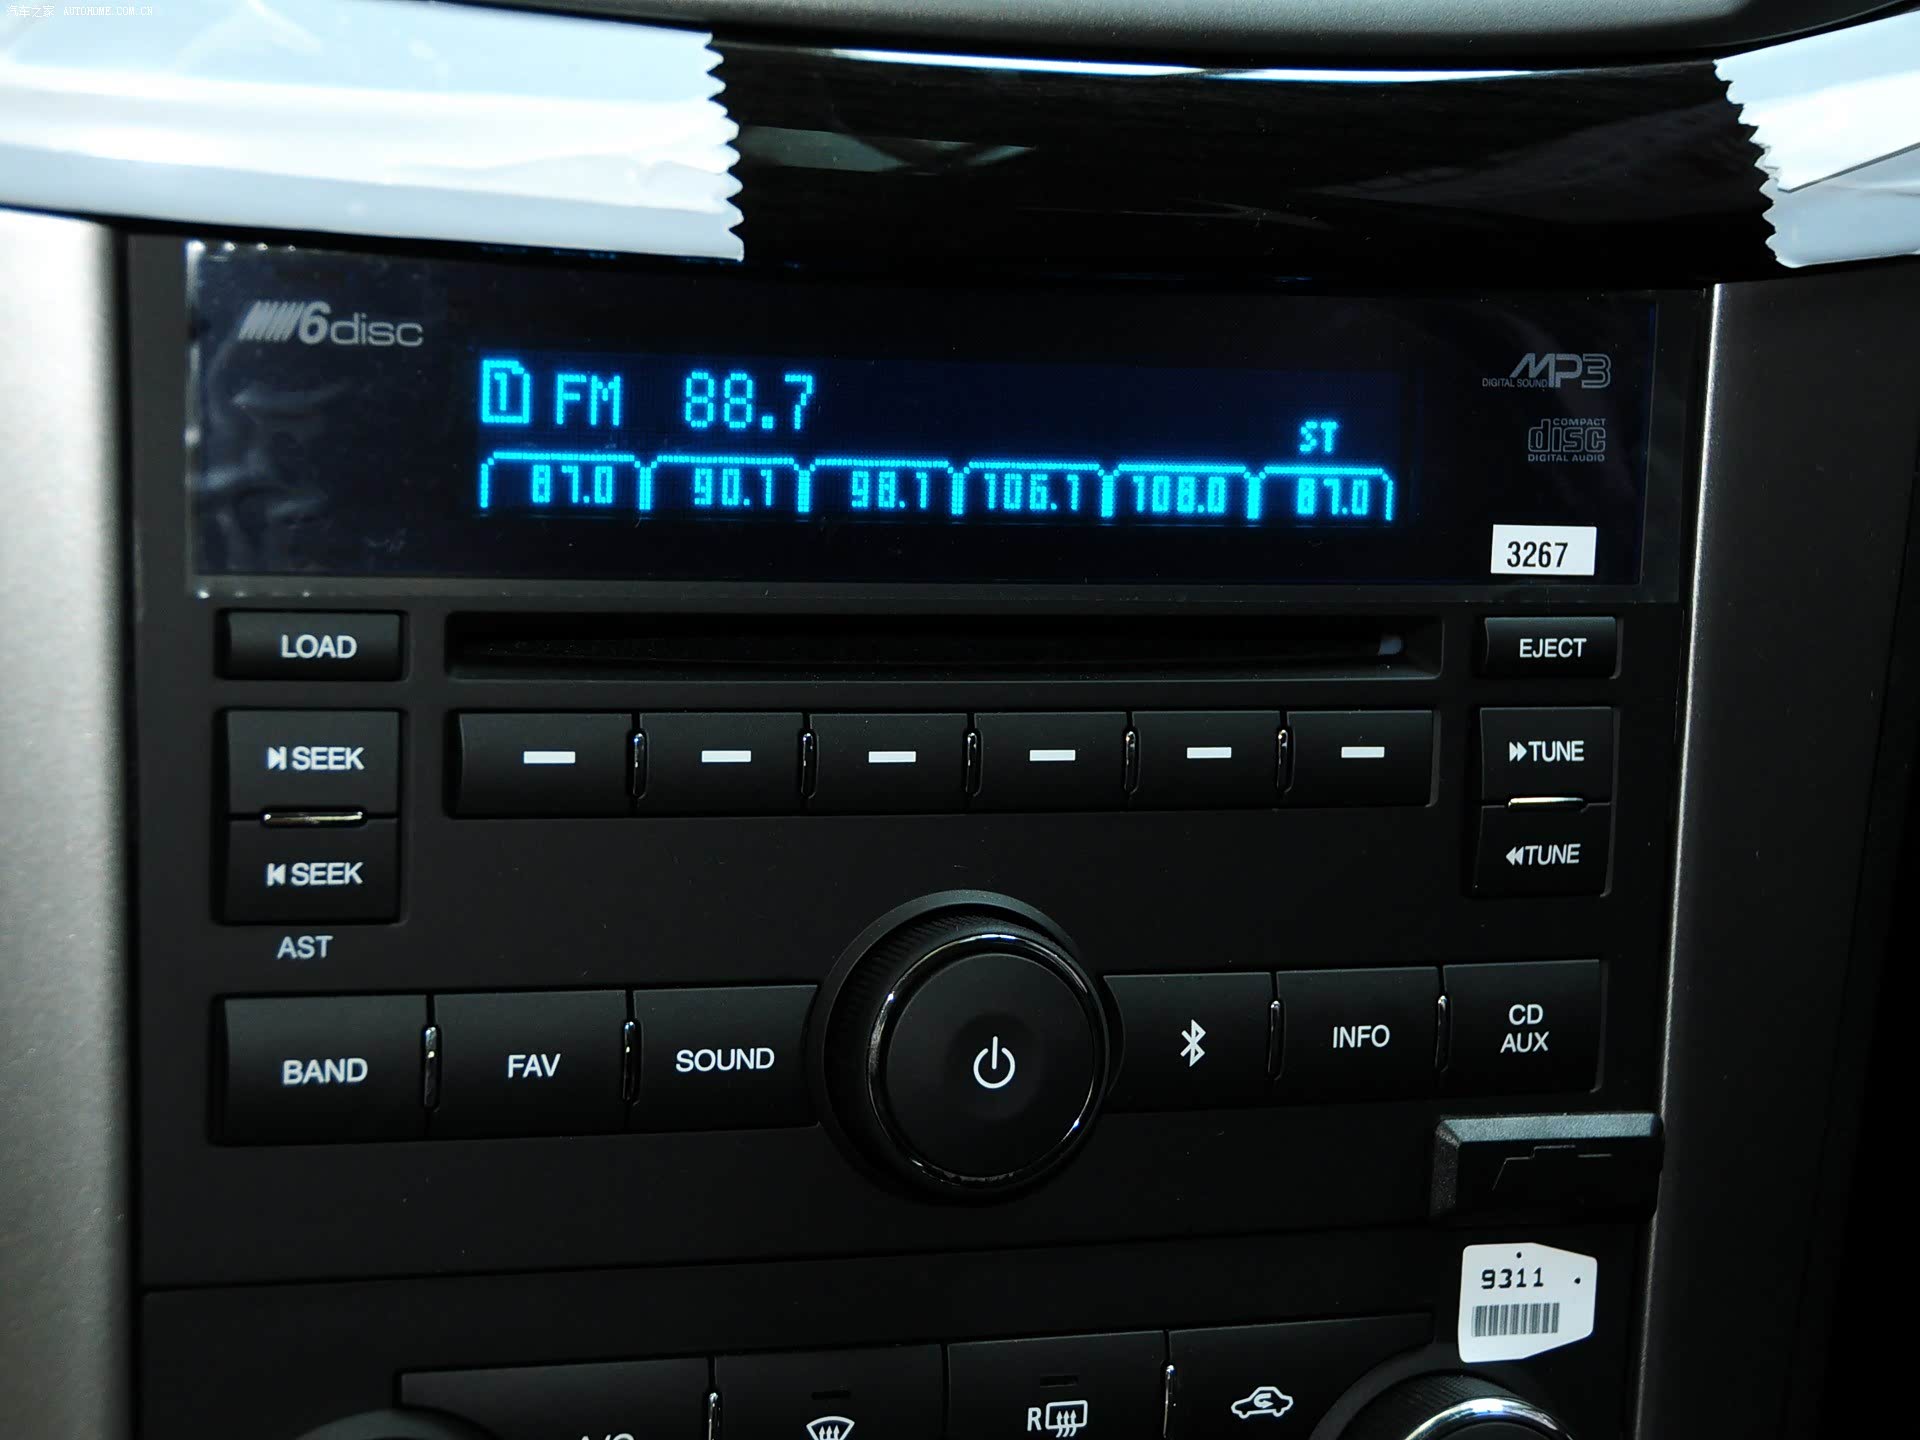 汽车之家 AUTOHOME.COM.CN
6disc
MP3
DIGITAL SOUND
1 FM 88.7
ST
COMPACT
disc
DIGITAL AUDIO
87.0 90.1 98.1 106.1 108.0 87.0
3267
LOAD
EJECT
SEEK
TUNE
SEEK
TUNE
AST
BAND
FAV
SOUND
INFO
CD
AUX
9311
R
A/C